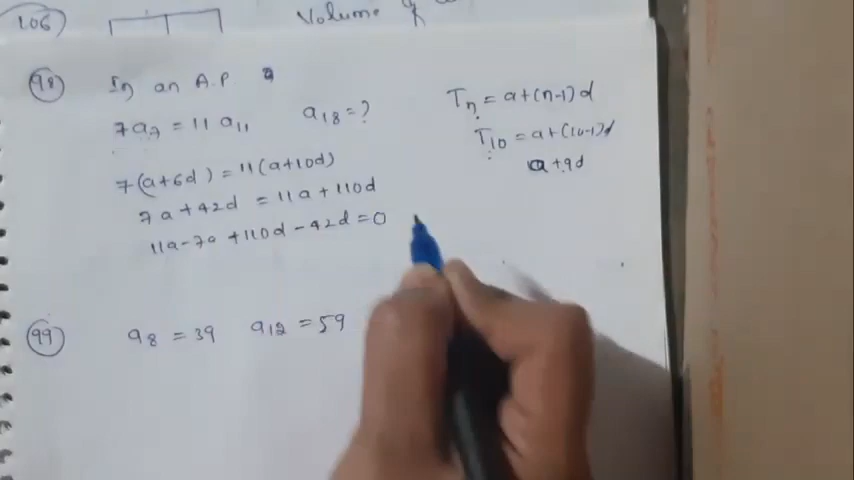 106) Volume of
98 In an A.P
7a7 = 11 a11 a18 = ?
7(a+6d) = 11(a+10d)
7a + 42d = 11a + 110d
11a - 7a + 110d - 42d = 0
Tn = a+(n-1)d
T10 = a+(10-1)d
a + 9d
99 a8 = 39 a12 = 59